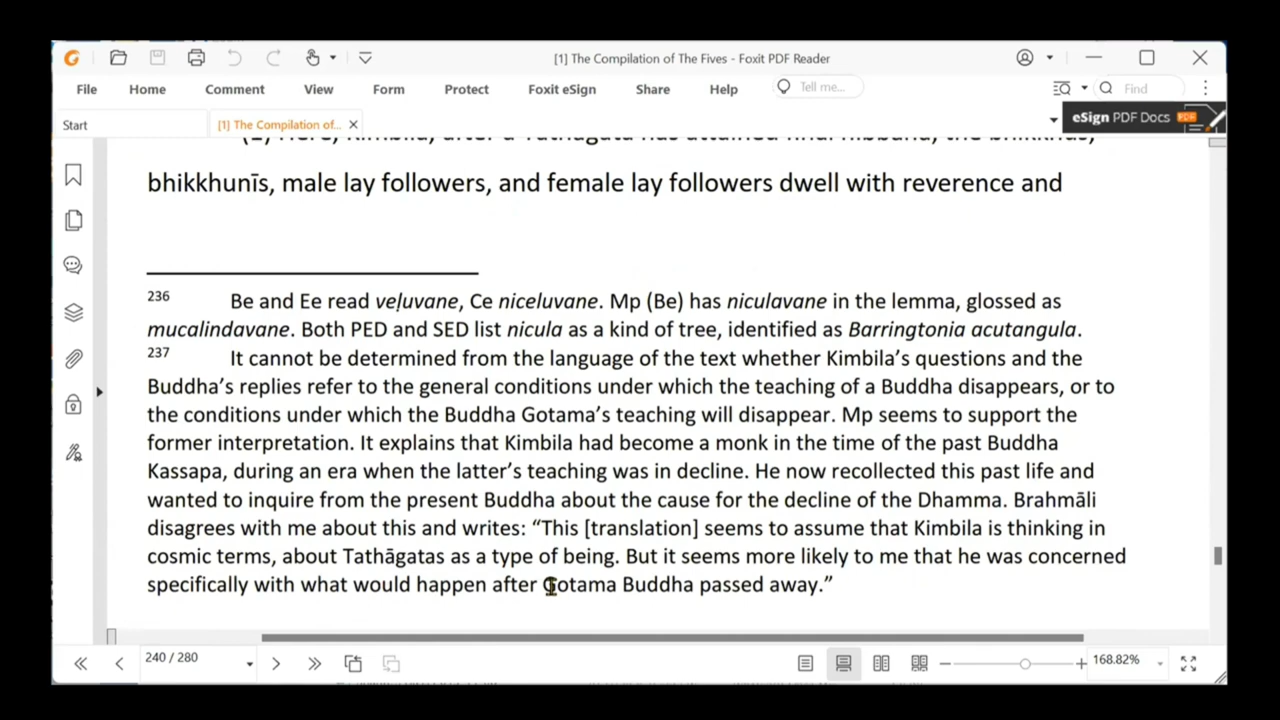 [1] The Compilation of The Fives - Foxit PDF Reader
File Home Comment View Form Protect Foxit eSign Share Help Tell me... Find
Start [1] The Compilation of...
eSign PDF Docs
bhikkhunīs, male lay followers, and female lay followers dwell with reverence and
236 Be and Ee read veḷuvane, Ce niceluvane. Mp (Be) has niculavane in the lemma, glossed as
mucalindavane. Both PED and SED list nicula as a kind of tree, identified as Barringtonia acutangula.
237 It cannot be determined from the language of the text whether Kimbila’s questions and the
Buddha’s replies refer to the general conditions under which the teaching of a Buddha disappears, or to
the conditions under which the Buddha Gotama’s teaching will disappear. Mp seems to support the
former interpretation. It explains that Kimbila had become a monk in the time of the past Buddha
Kassapa, during an era when the latter’s teaching was in decline. He now recollected this past life and
wanted to inquire from the present Buddha about the cause for the decline of the Dhamma. Brahmāli
disagrees with me about this and writes: “This [translation] seems to assume that Kimbila is thinking in
cosmic terms, about Tathāgatas as a type of being. But it seems more likely to me that he was concerned
specifically with what would happen after Gotama Buddha passed away.”
240 / 280
168.82%